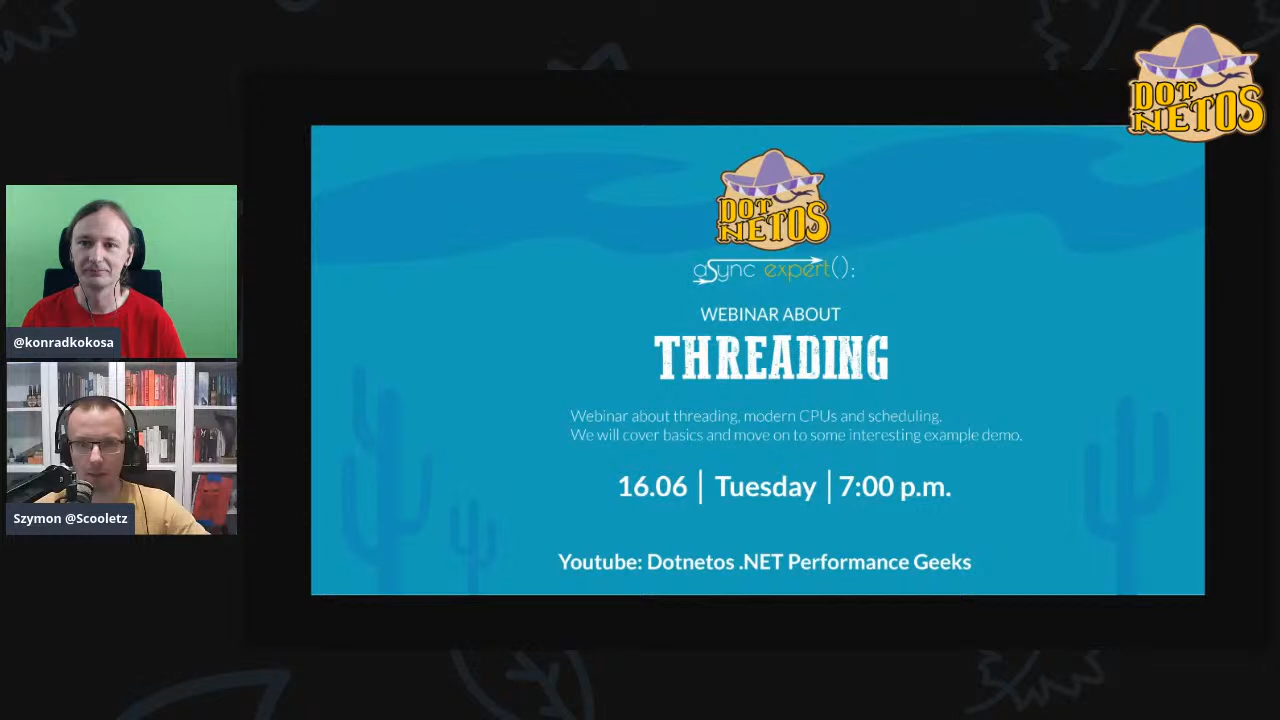 DOT
NETOS
DOT
NETOS
aSync expert();
WEBINAR ABOUT
THREADING
Webinar about threading, modern CPUs and scheduling.
We will cover basics and move on to some interesting example demo.
16.06 | Tuesday | 7:00 p.m.
Youtube: Dotnetos .NET Performance Geeks
@konradkokosa
Szymon @Scooletz